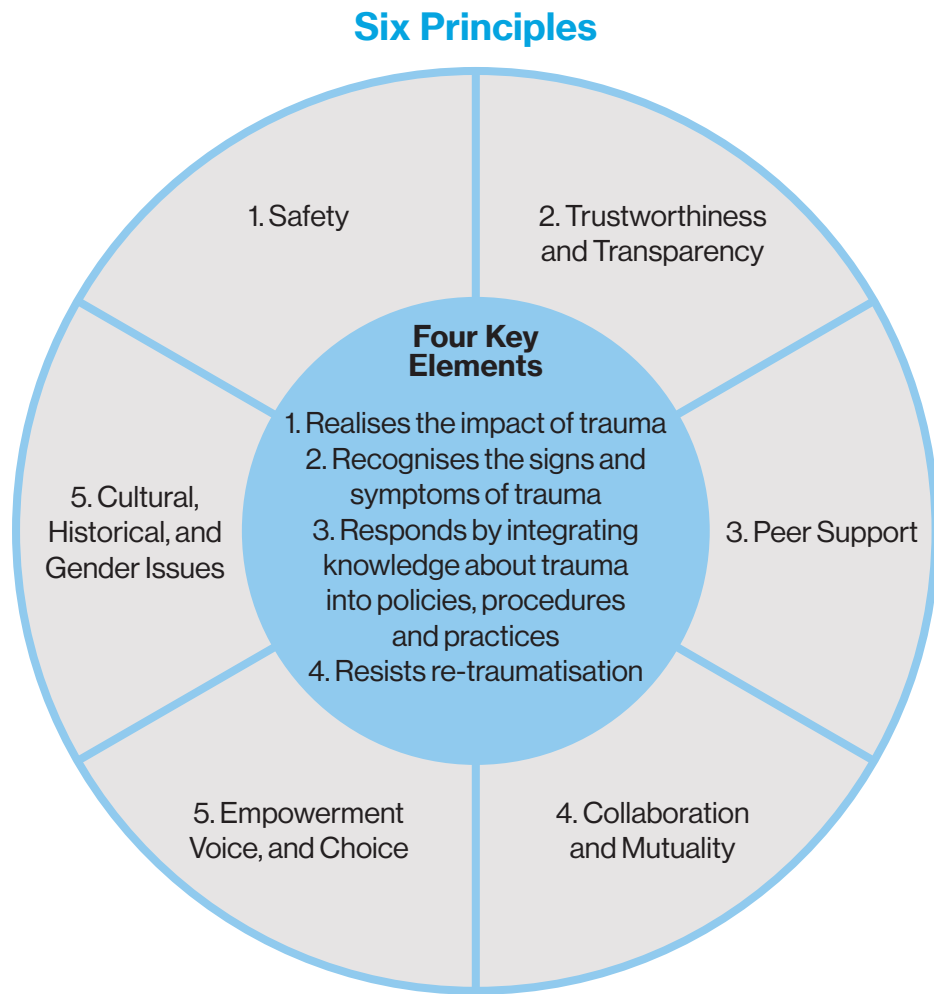 Six Principles
1. Safety
2. Trustworthiness
and Transparency
3. Peer Support
4. Collaboration
and Mutuality
5. Empowerment
Voice, and Choice
5. Cultural,
Historical, and
Gender Issues
Four Key
Elements
1. Realises the impact of trauma
2. Recognises the signs and
symptoms of trauma
3. Responds by integrating
knowledge about trauma
into policies, procedures
and practices
4. Resists re-traumatisation